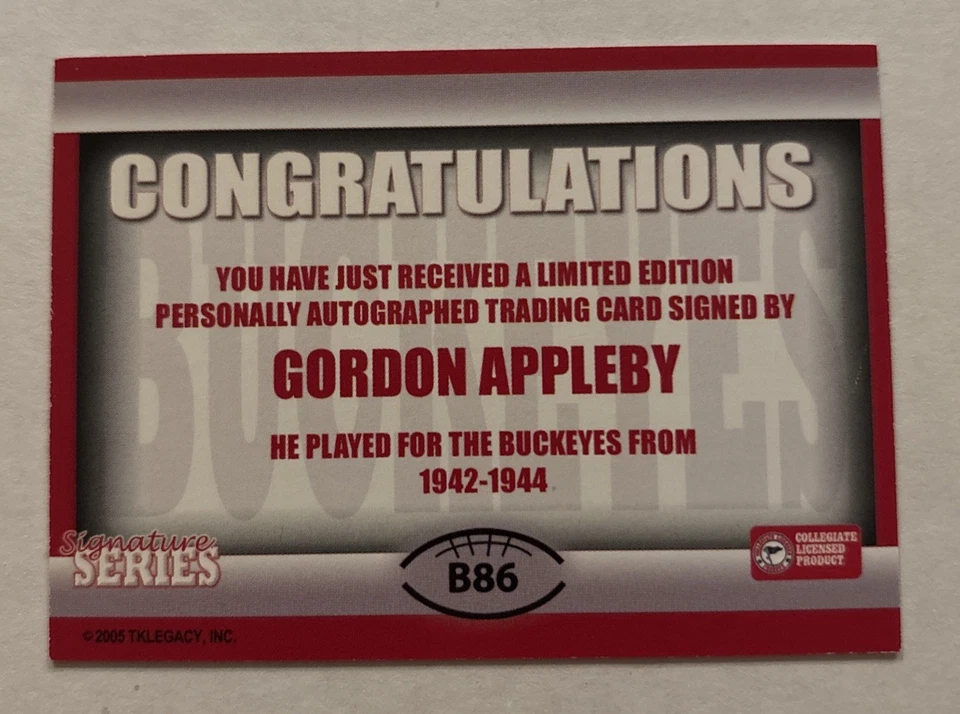 CONGRATULATIONS
BUCKEYES
YOU HAVE JUST RECEIVED A LIMITED EDITION
PERSONALLY AUTOGRAPHED TRADING CARD SIGNED BY
GORDON APPLEBY
HE PLAYED FOR THE BUCKEYES FROM
1942-1944
Signature
SERIES
B86
COLLEGIATE
LICENSED
PRODUCT
© 2005 TKLEGACY, INC.